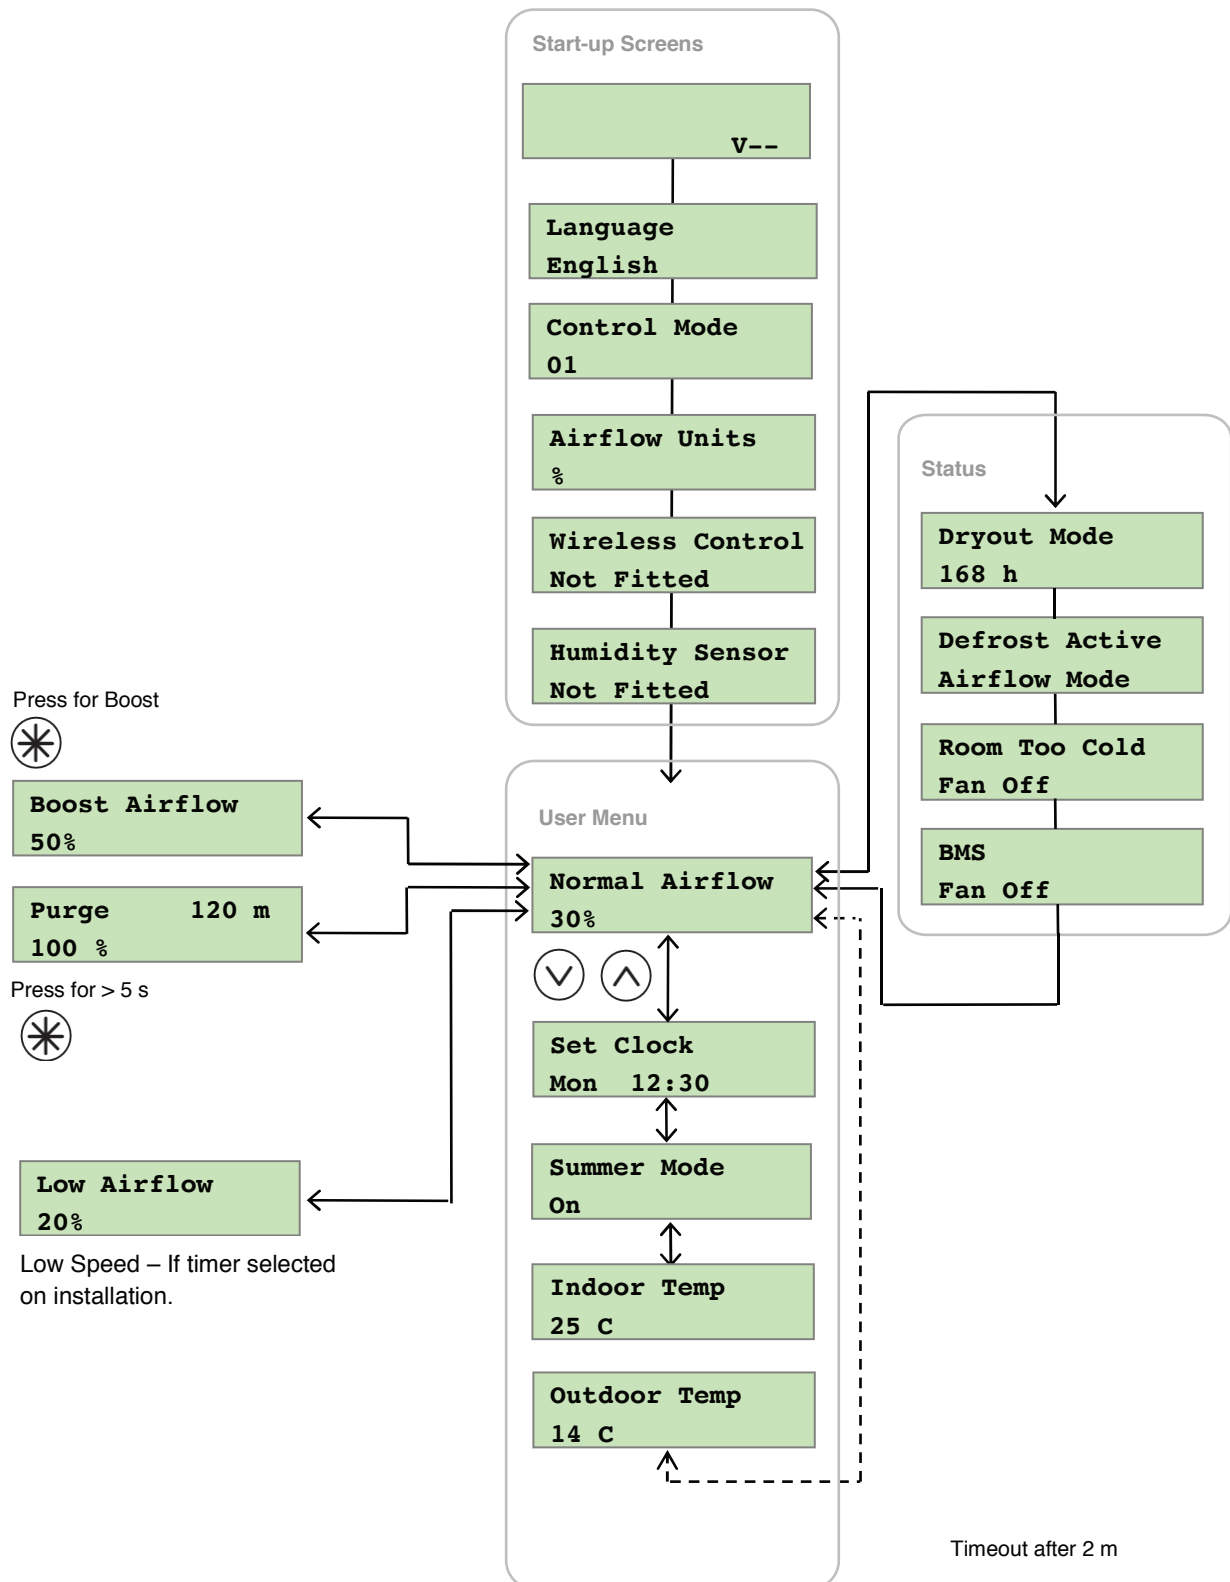 Start-up Screens
V--
Language
English
Control Mode
01
Airflow Units
%
Wireless Control
Not Fitted
Humidity Sensor
Not Fitted
Press for Boost
Boost Airflow
50%
Purge 120 m
100 %
Press for > 5 s
Low Airflow
20%
Low Speed – If timer selected
on installation.
User Menu
Normal Airflow
30%
Set Clock
Mon 12:30
Summer Mode
On
Indoor Temp
25 C
Outdoor Temp
14 C
Status
Dryout Mode
168 h
Defrost Active
Airflow Mode
Room Too Cold
Fan Off
BMS
Fan Off
Timeout after 2 m